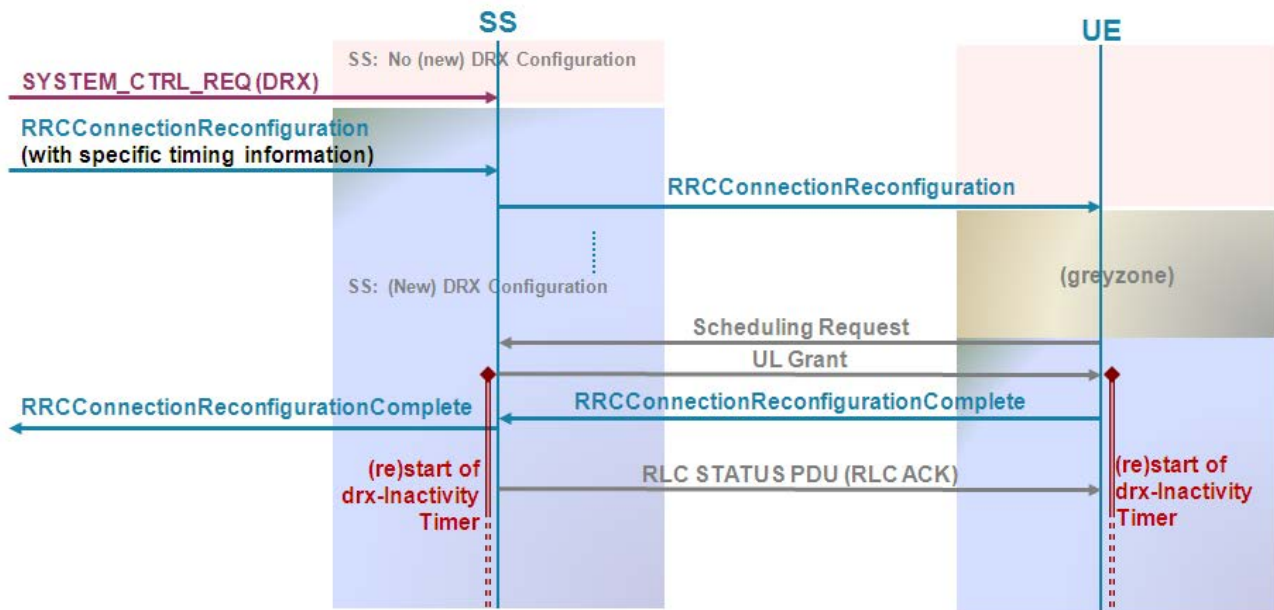 SS
UE
SS: No (new) DRX Configuration
SYSTEM_CTRL_REQ (DRX)
RRCConnectionReconfiguration
(with specific timing information)
RRCConnectionReconfiguration
(greyzone)
SS: (New) DRX Configuration
Scheduling Request
UL Grant
RRCConnectionReconfigurationComplete
RRCConnectionReconfigurationComplete
(re)start of
drx-Inactivity
Timer
RLC STATUS PDU (RLC ACK)
(re)start of
drx-Inactivity
Timer